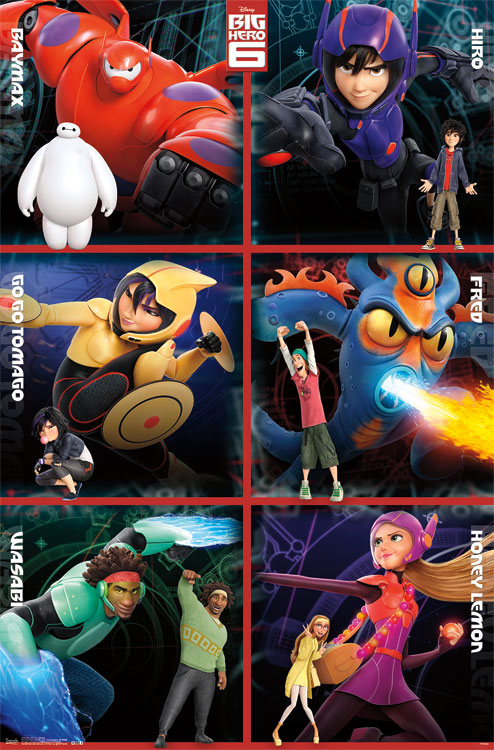 Disney
BIG
HERO
6
BAYMAX
HIRO
GO GO TOMAGO
FRED
WASABI
HONEY LEMON